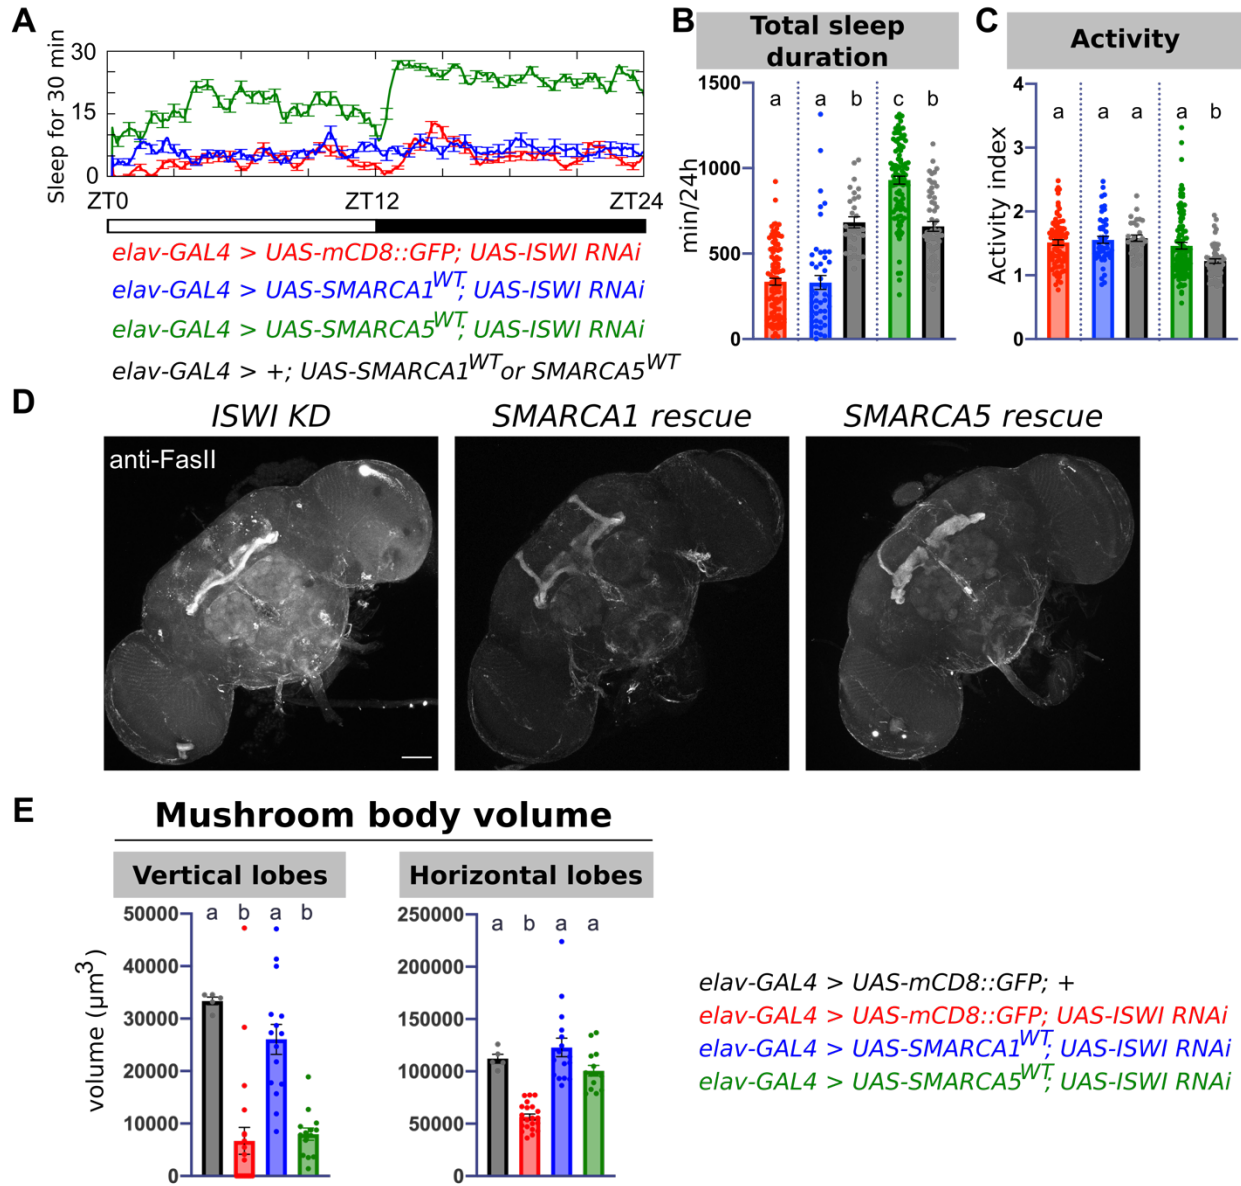 A
30
15
0
Sleep for 30 min
ZT0
ZT12
ZT24
elav-GAL4 > UAS-mCD8::GFP; UAS-ISWI RNAi
elav-GAL4 > UAS-SMARCA1WT; UAS-ISWI RNAi
elav-GAL4 > UAS-SMARCA5WT; UAS-ISWI RNAi
elav-GAL4 > +; UAS-SMARCA1WT or SMARCA5WT
B
Total sleep
duration
1500
1000
500
0
min/24h
a
a
b
c
b
C
Activity
4
3
2
1
0
Activity index
a
a
a
a
b
D
ISWI KD
SMARCA1 rescue
SMARCA5 rescue
anti-FasII
E
Mushroom body volume
Vertical lobes
50000
40000
30000
20000
10000
0
volume (µm3)
a
b
a
b
Horizontal lobes
250000
200000
150000
100000
50000
0
a
b
a
a
elav-GAL4 > UAS-mCD8::GFP; +
elav-GAL4 > UAS-mCD8::GFP; UAS-ISWI RNAi
elav-GAL4 > UAS-SMARCA1WT; UAS-ISWI RNAi
elav-GAL4 > UAS-SMARCA5WT; UAS-ISWI RNAi